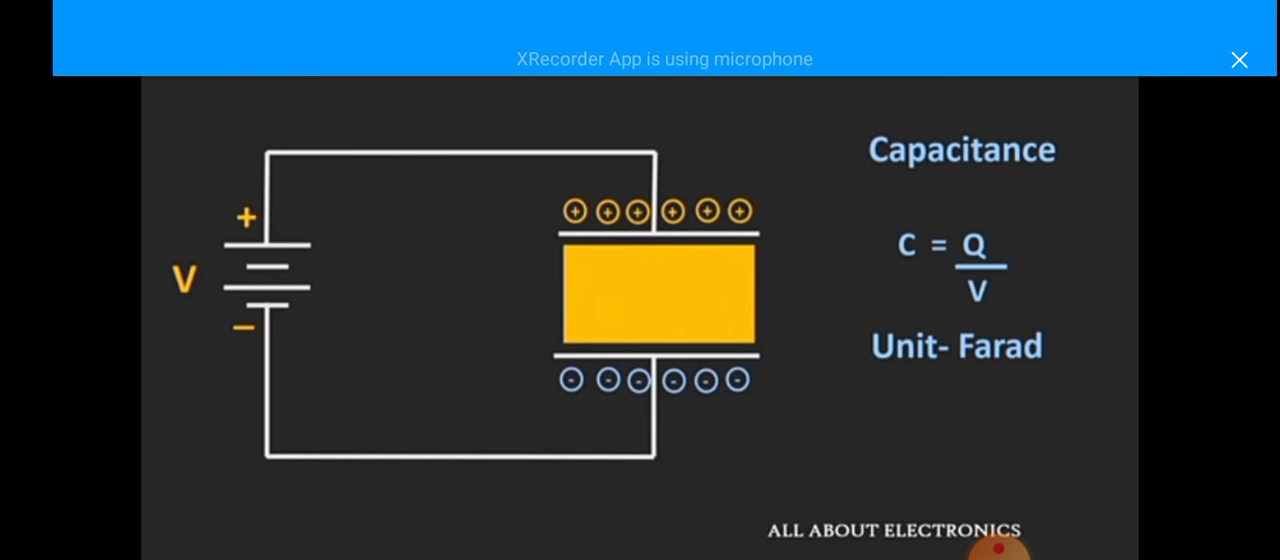 XRecorder App is using microphone
Capacitance
+
V
−
C = Q
V
Unit- Farad
+ + + + + +
- - - - - -
ALL ABOUT ELECTRONICS